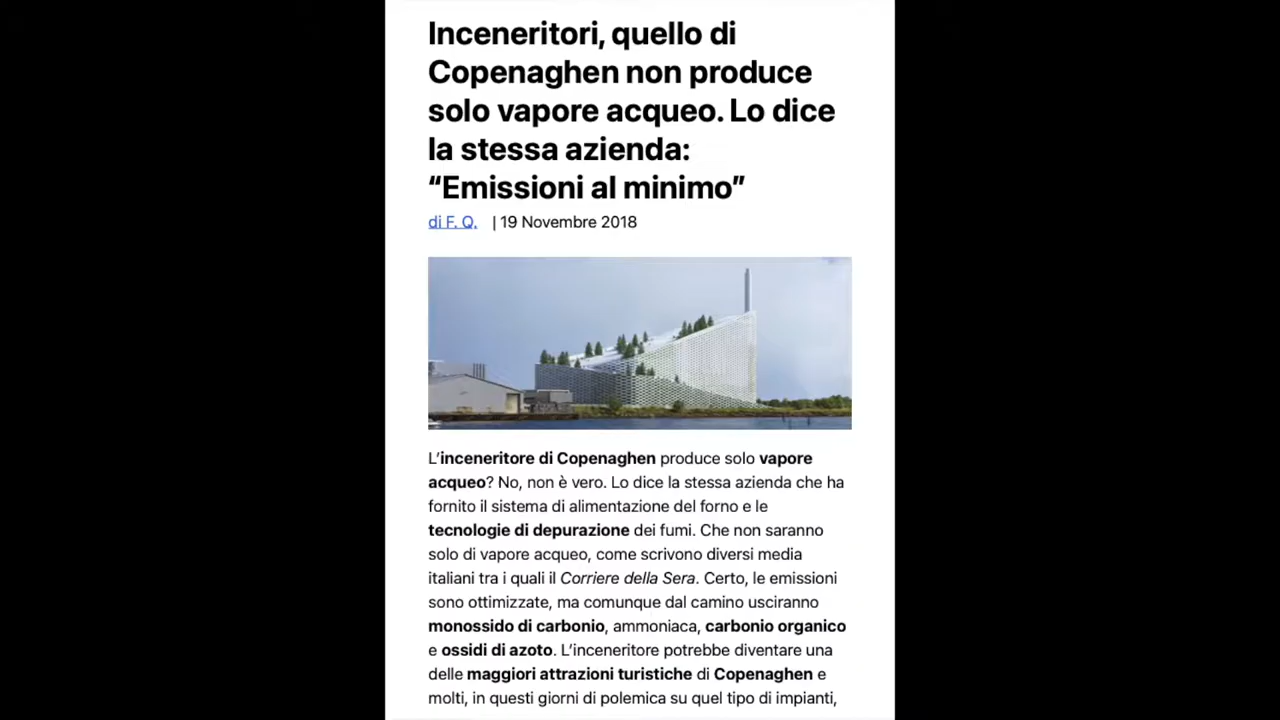 Inceneritori, quello di
Copenaghen non produce
solo vapore acqueo. Lo dice
la stessa azienda:
“Emissioni al minimo”
di F. Q. | 19 Novembre 2018
L’inceneritore di Copenaghen produce solo vapore
acqueo? No, non è vero. Lo dice la stessa azienda che ha
fornito il sistema di alimentazione del forno e le
tecnologie di depurazione dei fumi. Che non saranno
solo di vapore acqueo, come scrivono diversi media
italiani tra i quali il Corriere della Sera. Certo, le emissioni
sono ottimizzate, ma comunque dal camino usciranno
monossido di carbonio, ammoniaca, carbonio organico
e ossidi di azoto. L’inceneritore potrebbe diventare una
delle maggiori attrazioni turistiche di Copenaghen e
molti, in questi giorni di polemica su quel tipo di impianti,